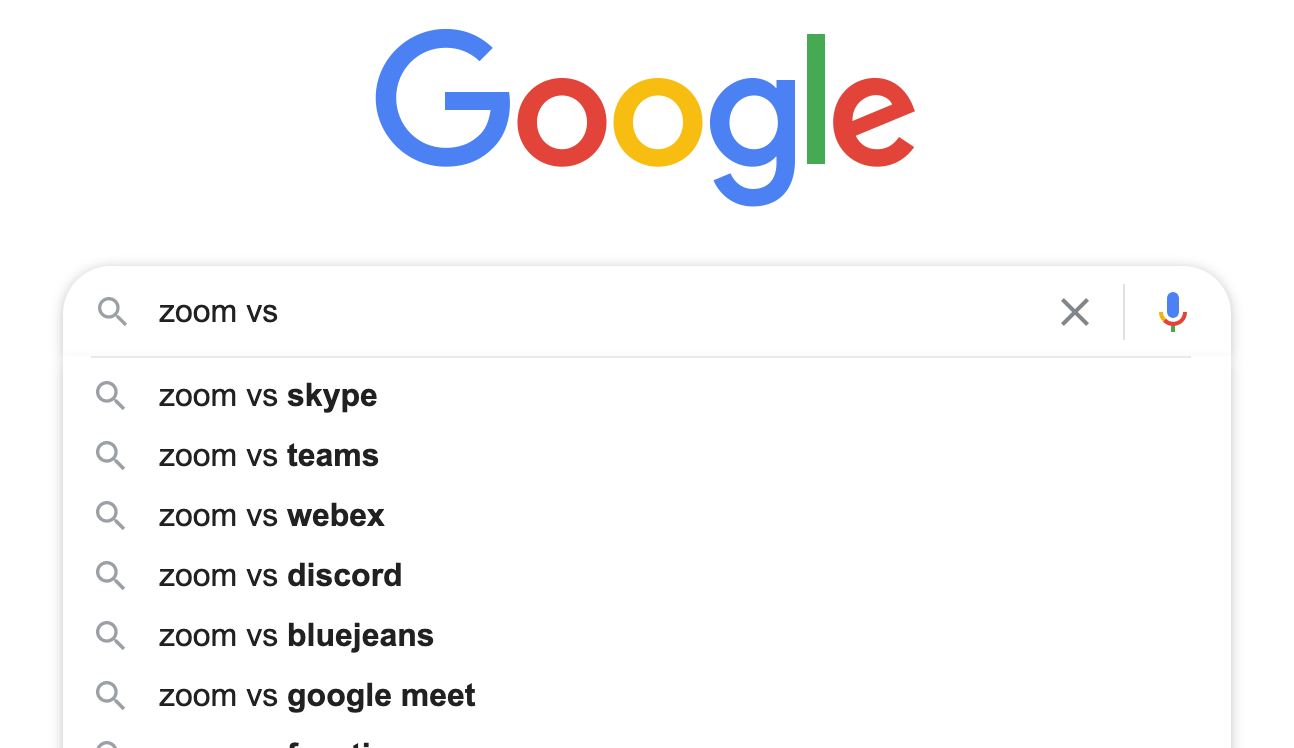 Google
zoom vs
zoom vs skype
zoom vs teams
zoom vs webex
zoom vs discord
zoom vs bluejeans
zoom vs google meet